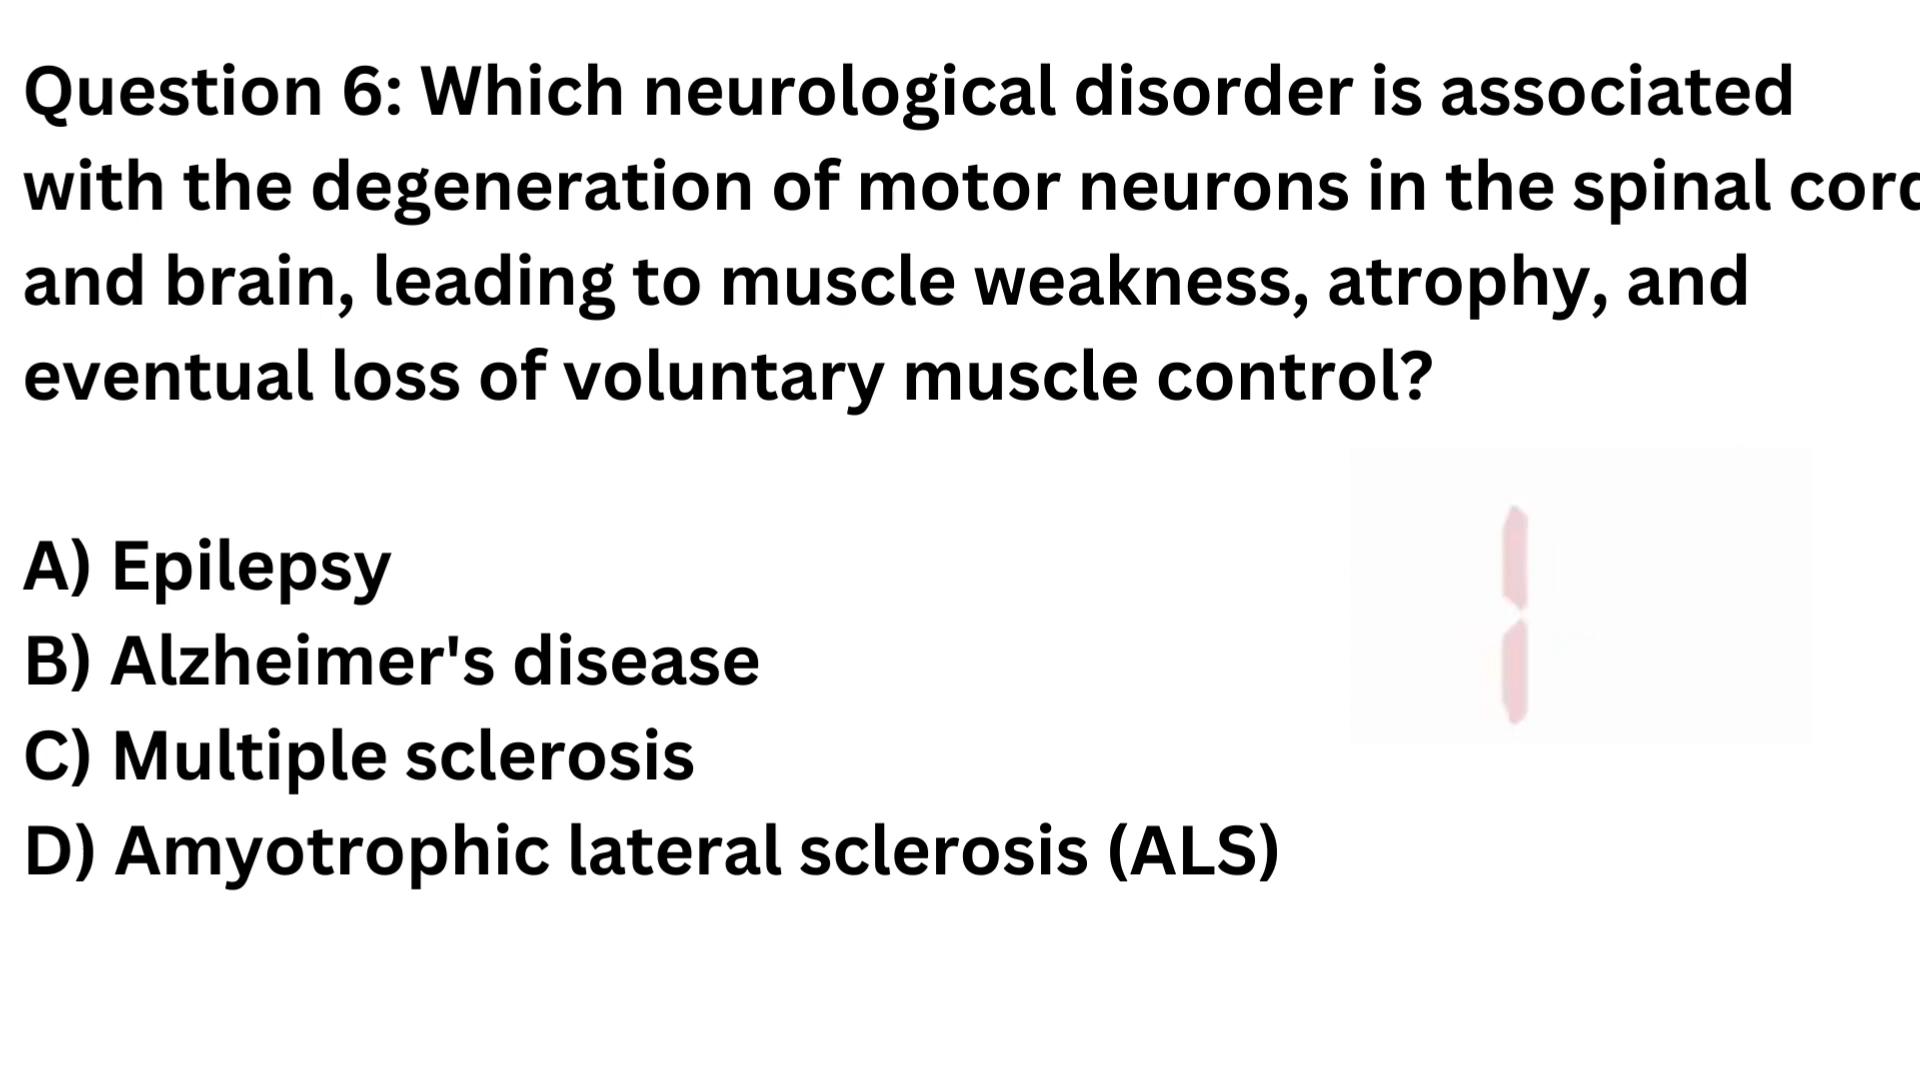 Question 6: Which neurological disorder is associated
with the degeneration of motor neurons in the spinal cord
and brain, leading to muscle weakness, atrophy, and
eventual loss of voluntary muscle control?
1
A) Epilepsy
B) Alzheimer's disease
C) Multiple sclerosis
D) Amyotrophic lateral sclerosis (ALS)